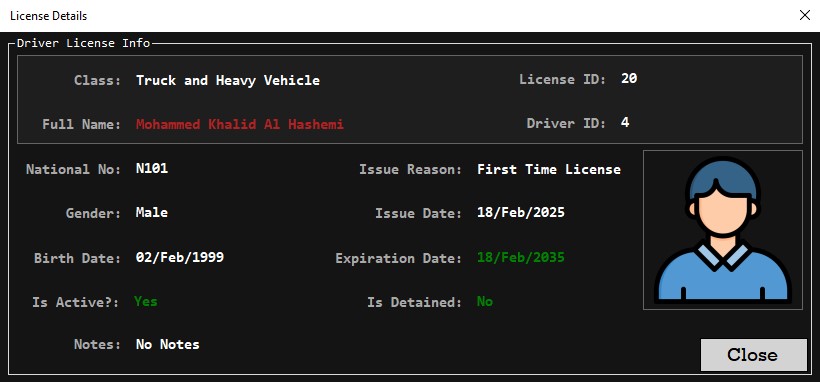 License Details
Driver License Info
Class: Truck and Heavy Vehicle License ID: 20
Full Name: Mohammed Khalid Al Hashemi Driver ID: 4
National No: N101 Issue Reason: First Time License
Gender: Male Issue Date: 18/Feb/2025
Birth Date: 02/Feb/1999 Expiration Date: 18/Feb/2035
Is Active?: Yes Is Detained: No
Notes: No Notes
Close